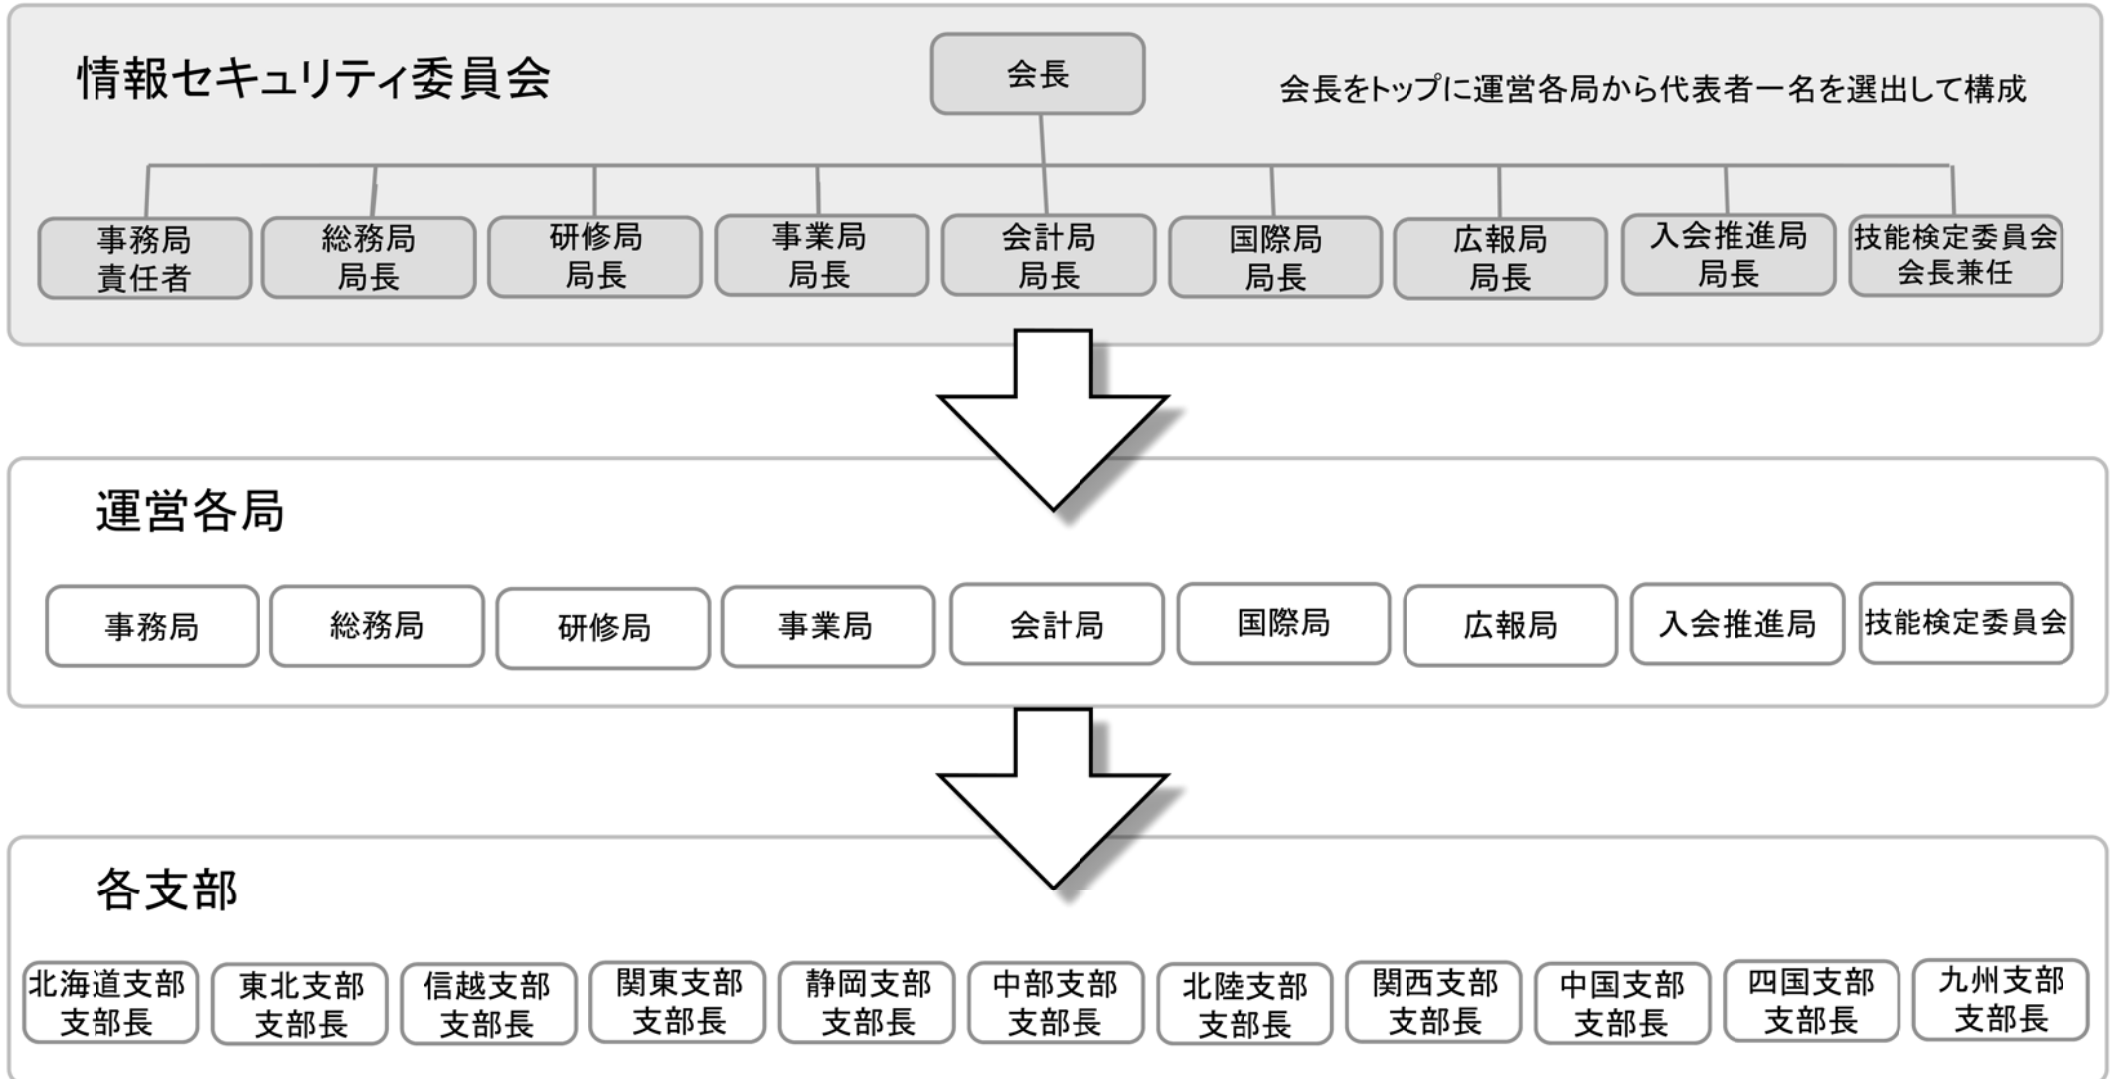 情報セキュリティ委員会
会長
会長をトップに運営各局から代表者一名を選出して構成
事務局
責任者
総務局
局長
研修局
局長
事業局
局長
会計局
局長
国際局
局長
広報局
局長
入会推進局
局長
技能検定委員会
会長兼任
運営各局
事務局
総務局
研修局
事業局
会計局
国際局
広報局
入会推進局
技能検定委員会
各支部
北海道支部
支部長
東北支部
支部長
信越支部
支部長
関東支部
支部長
静岡支部
支部長
中部支部
支部長
北陸支部
支部長
関西支部
支部長
中国支部
支部長
四国支部
支部長
九州支部
支部長